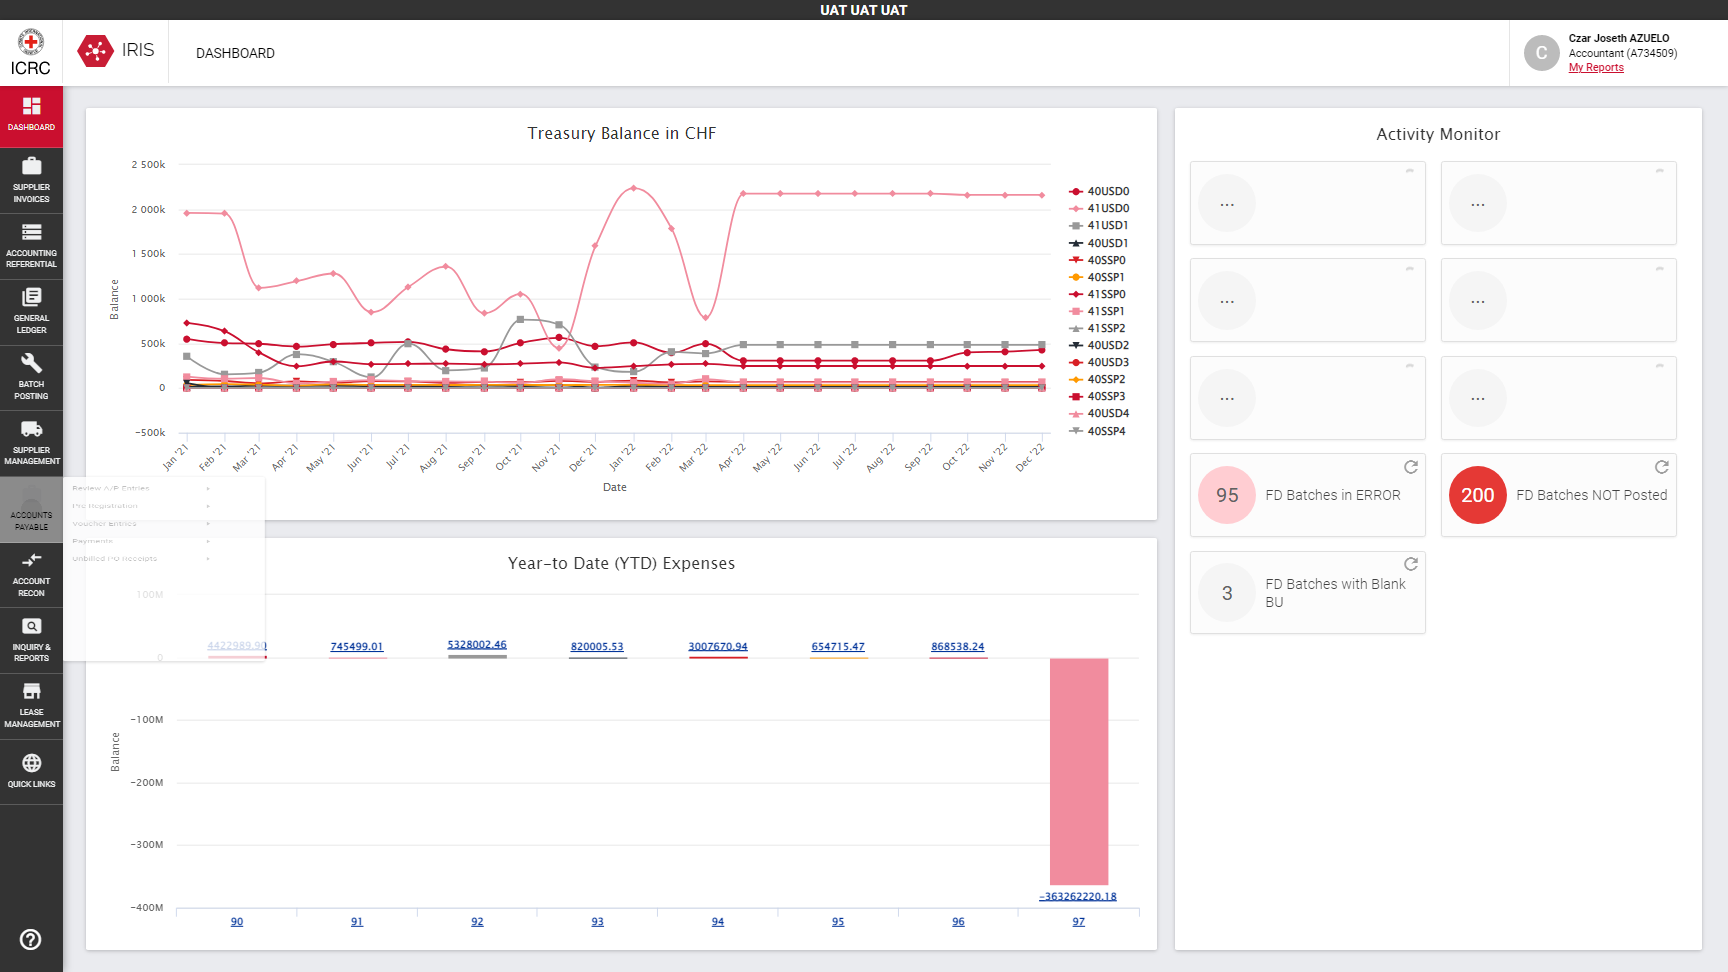 UAT UAT UAT
ICRC
IRIS
DASHBOARD
Czar Joseth AZUELO
Accountant (A734509)
My Reports
DASHBOARD
SUPPLIER
INVOICES
ACCOUNTING
REFERENTIAL
GENERAL
LEDGER
BATCH
POSTING
SUPPLIER
MANAGEMENT
ACCOUNTS
PAYABLE
ACCOUNT
RECON
INQUIRY &
REPORTS
LEASE
MANAGEMENT
QUICK LINKS
Review A/P Entries
Pre Registration
Voucher Entries
Payments
Unbilled PO Receipts
Treasury Balance in CHF
2 500k
2 000k
1 500k
1 000k
500k
0
−500k
Balance
Jan '21
Feb '21
Mar '21
Apr '21
May '21
Jun '21
Jul '21
Aug '21
Sep '21
Oct '21
Nov '21
Dec '21
Jan '22
Feb '22
Mar '22
Apr '22
May '22
Jun '22
Jul '22
Aug '22
Sep '22
Oct '22
Nov '22
Dec '22
Date
40USD0
41USD0
41USD1
40USD1
40SSP0
40SSP1
41SSP0
41SSP1
41SSP2
40USD2
40USD3
40SSP2
40SSP3
40USD4
40SSP4
Year-to Date (YTD) Expenses
100M
0
−100M
−200M
−300M
−400M
Balance
4422989.90
745499.01
5328002.46
820005.53
3007670.94
654715.47
868538.24
−363262220.18
90
91
92
93
94
95
96
97
Activity Monitor
...
...
...
...
...
...
95
FD Batches in ERROR
200
FD Batches NOT Posted
3
FD Batches with Blank
BU